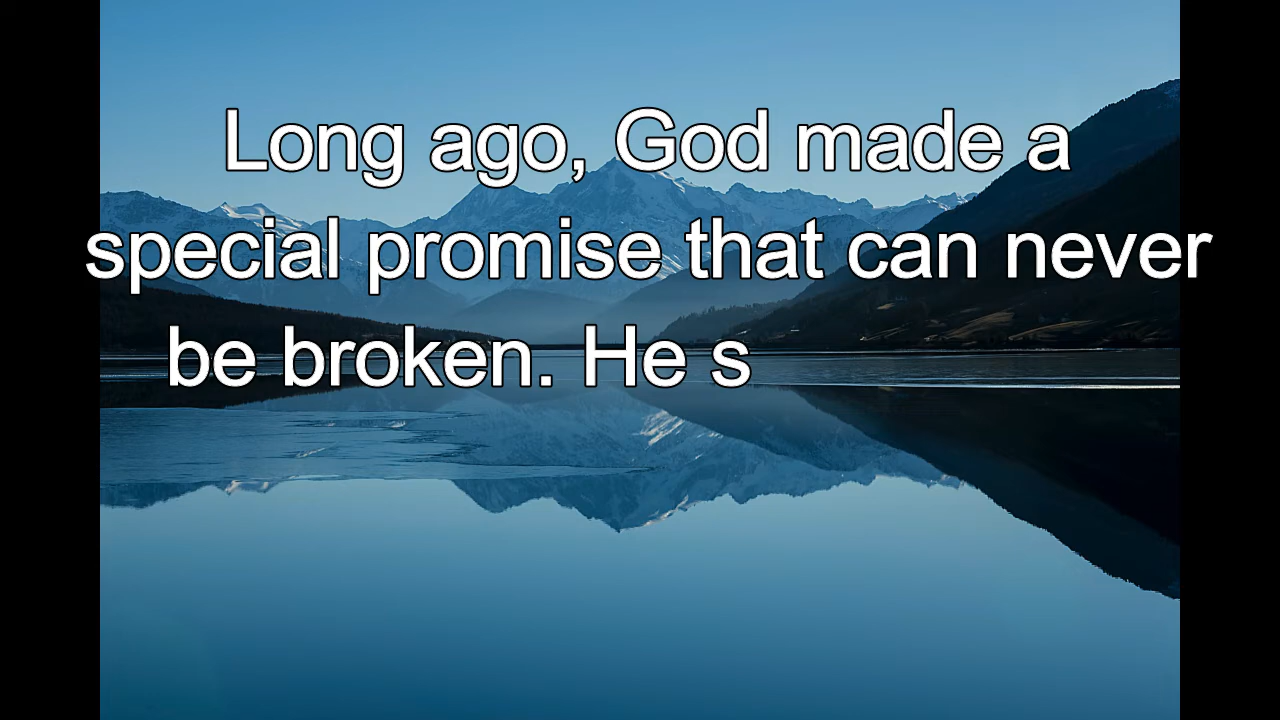 Long ago, God made a
special promise that can never
be broken. He s